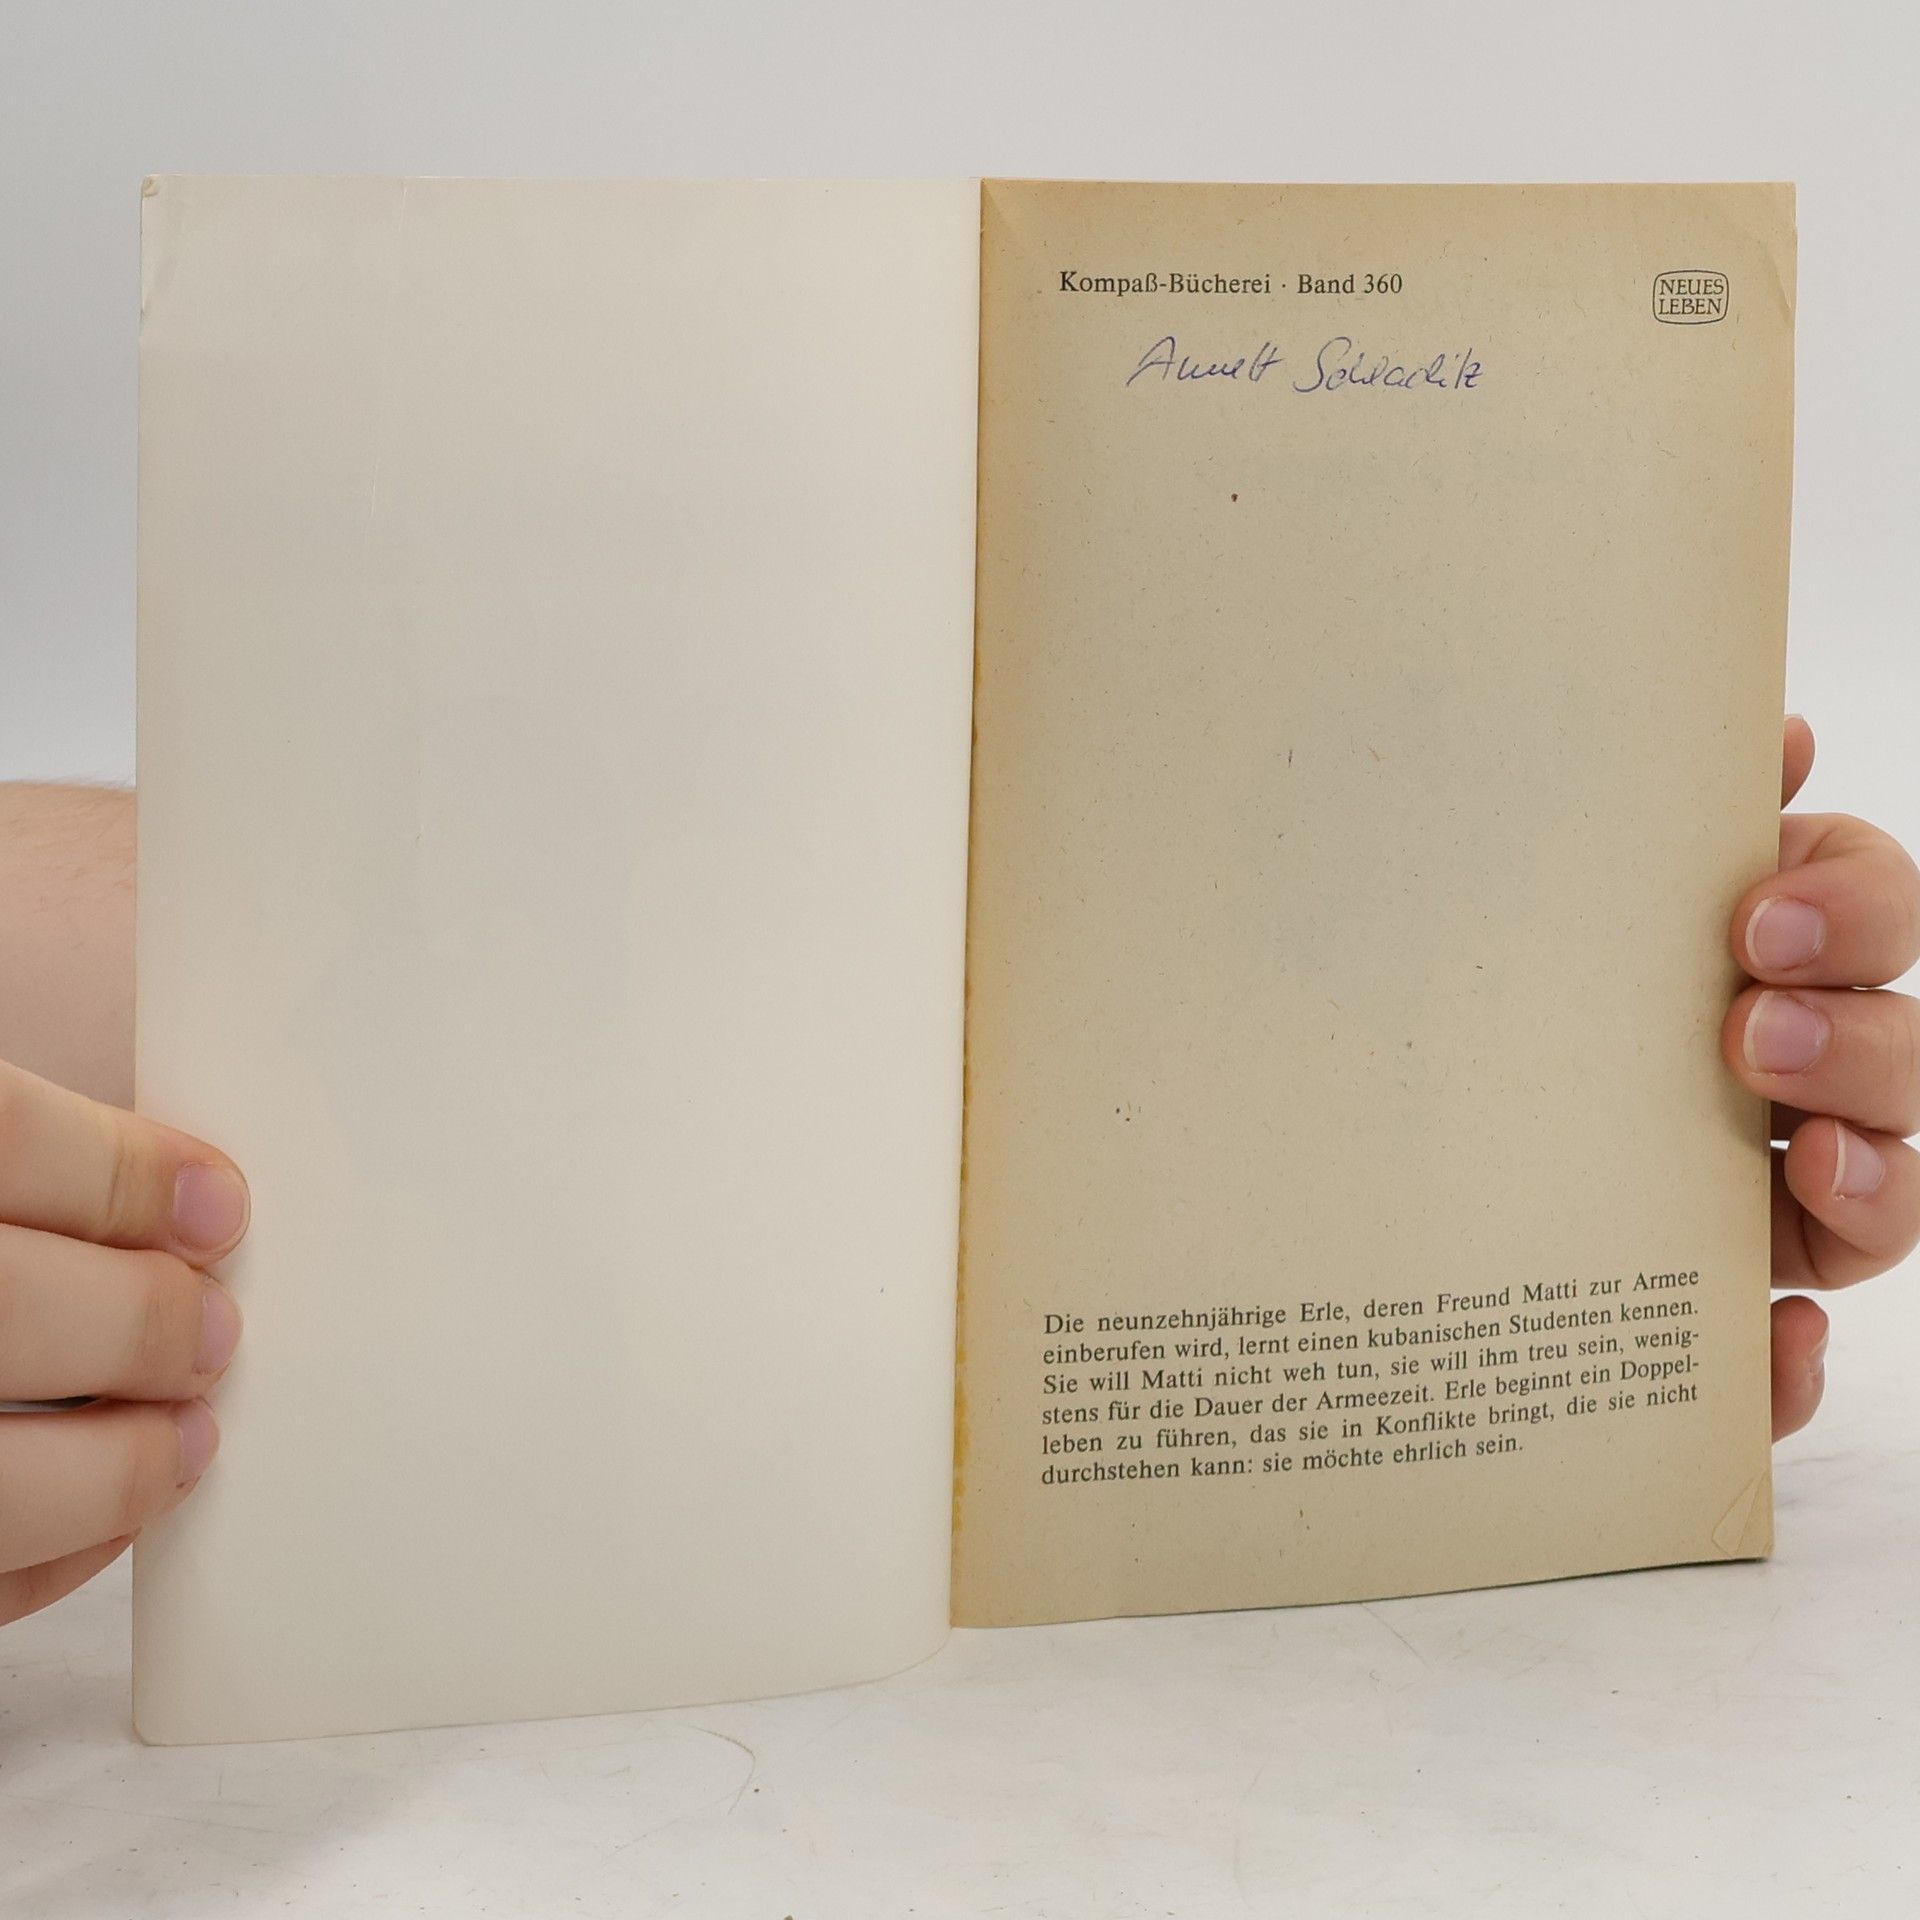 Kompaß-Bücherei · Band 360
NEUES
LEBEN
Annett Schladitz
Die neunzehnjährige Erle, deren Freund Matti zur Armee
einberufen wird, lernt einen kubanischen Studenten kennen.
Sie will Matti nicht weh tun, sie will ihm treu sein, wenig-
stens für die Dauer der Armeezeit. Erle beginnt ein Doppel-
leben zu führen, das sie in Konflikte bringt, die sie nicht
durchstehen kann: sie möchte ehrlich sein.